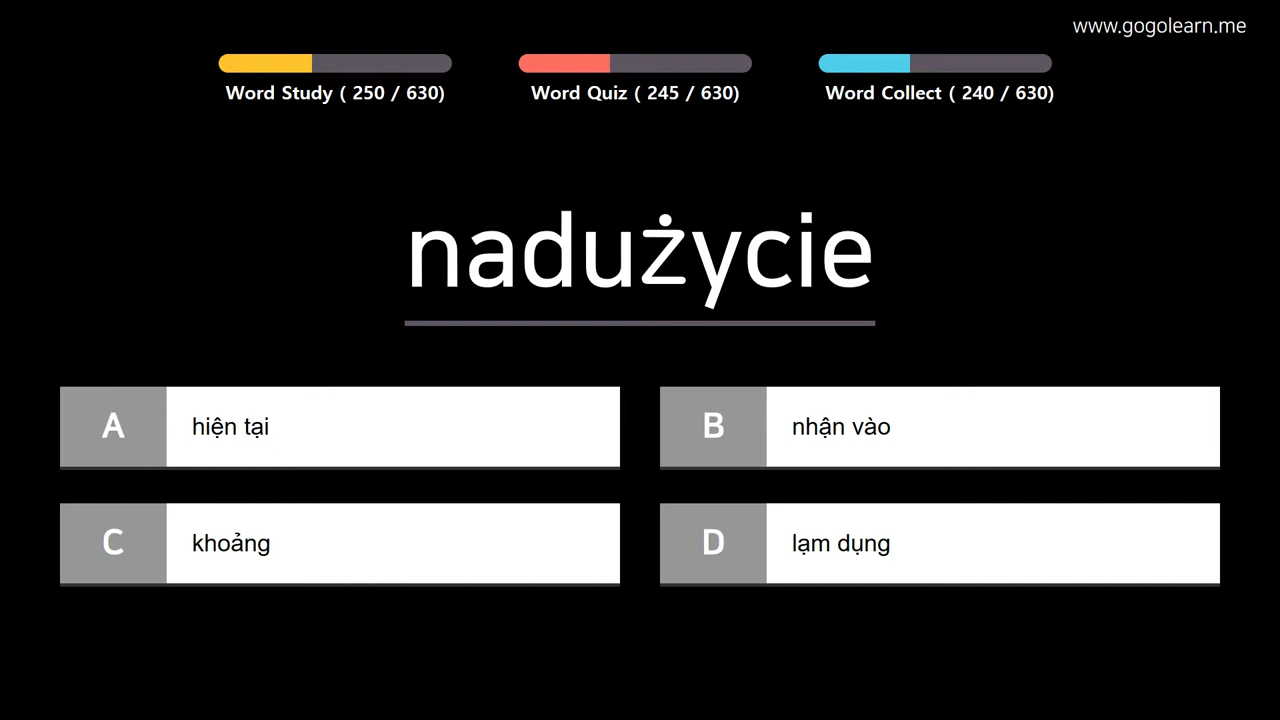 www.gogolearn.me
Word Study ( 250 / 630)
Word Quiz ( 245 / 630)
Word Collect ( 240 / 630)
nadużycie
A hiện tại
B nhận vào
C khoảng
D lạm dụng